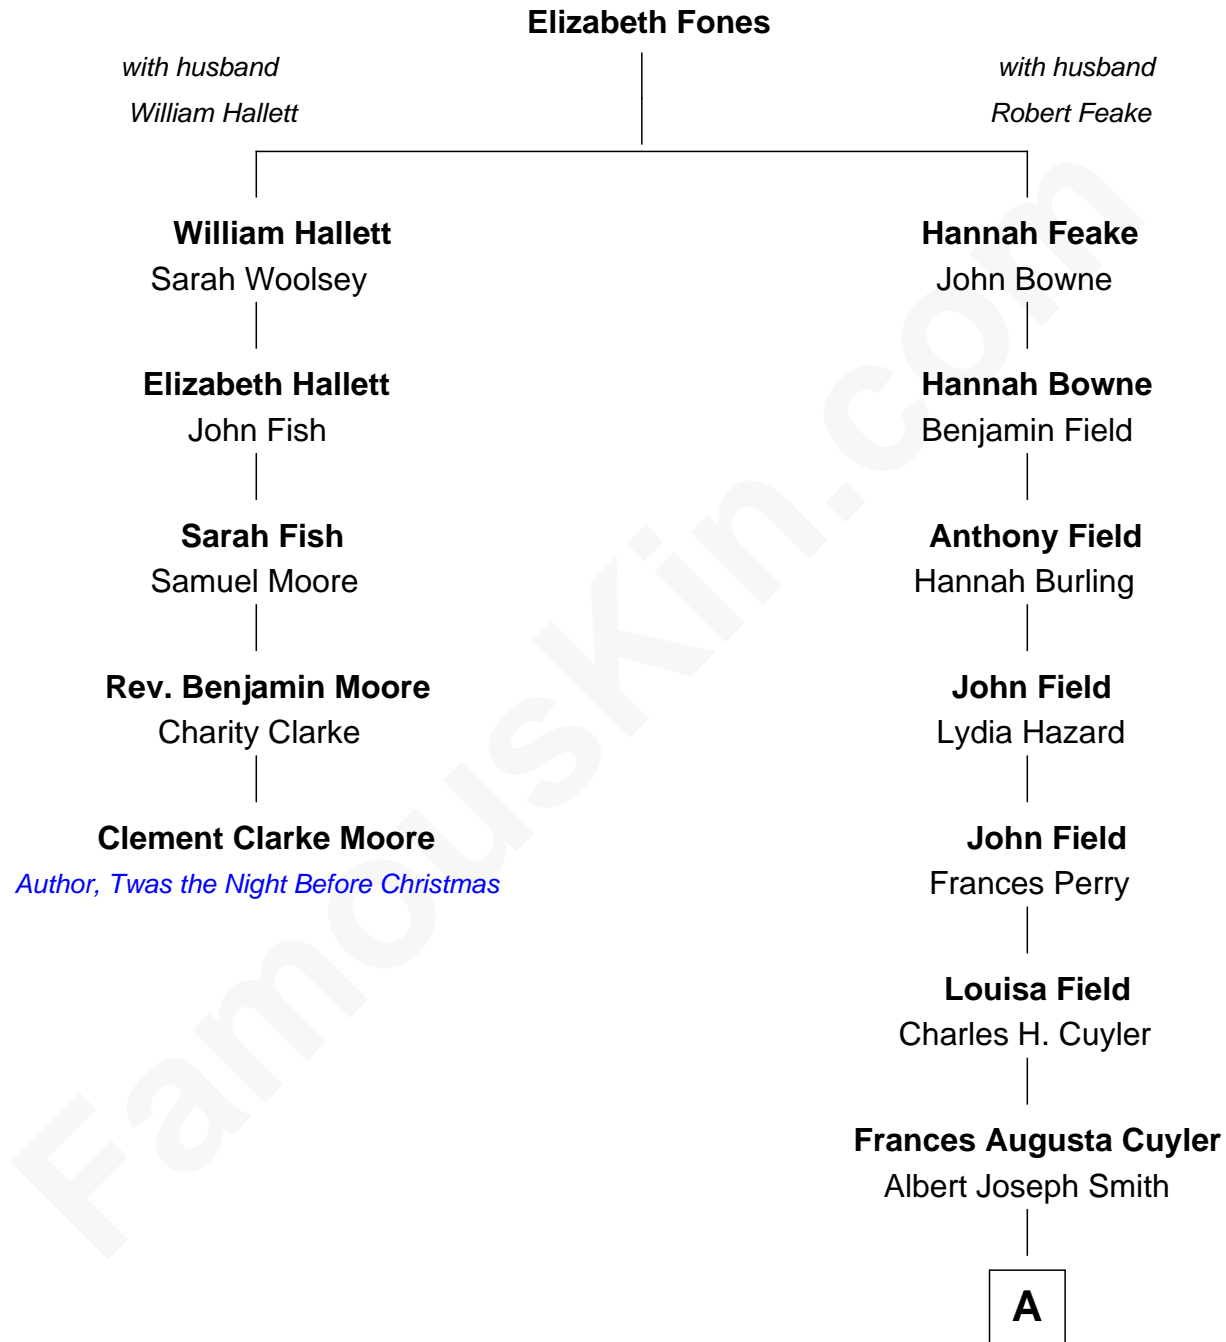 Elizabeth Fones
with husband
William Hallett
with husband
Robert Feake
William Hallett
Sarah Woolsey
Elizabeth Hallett
John Fish
Sarah Fish
Samuel Moore
Rev. Benjamin Moore
Charity Clarke
Clement Clarke Moore
Author, Twas the Night Before Christmas
Hannah Feake
John Bowne
Hannah Bowne
Benjamin Field
Anthony Field
Hannah Burling
John Field
Lydia Hazard
John Field
Frances Perry
Louisa Field
Charles H. Cuyler
Frances Augusta Cuyler
Albert Joseph Smith
A
FamousKin.com